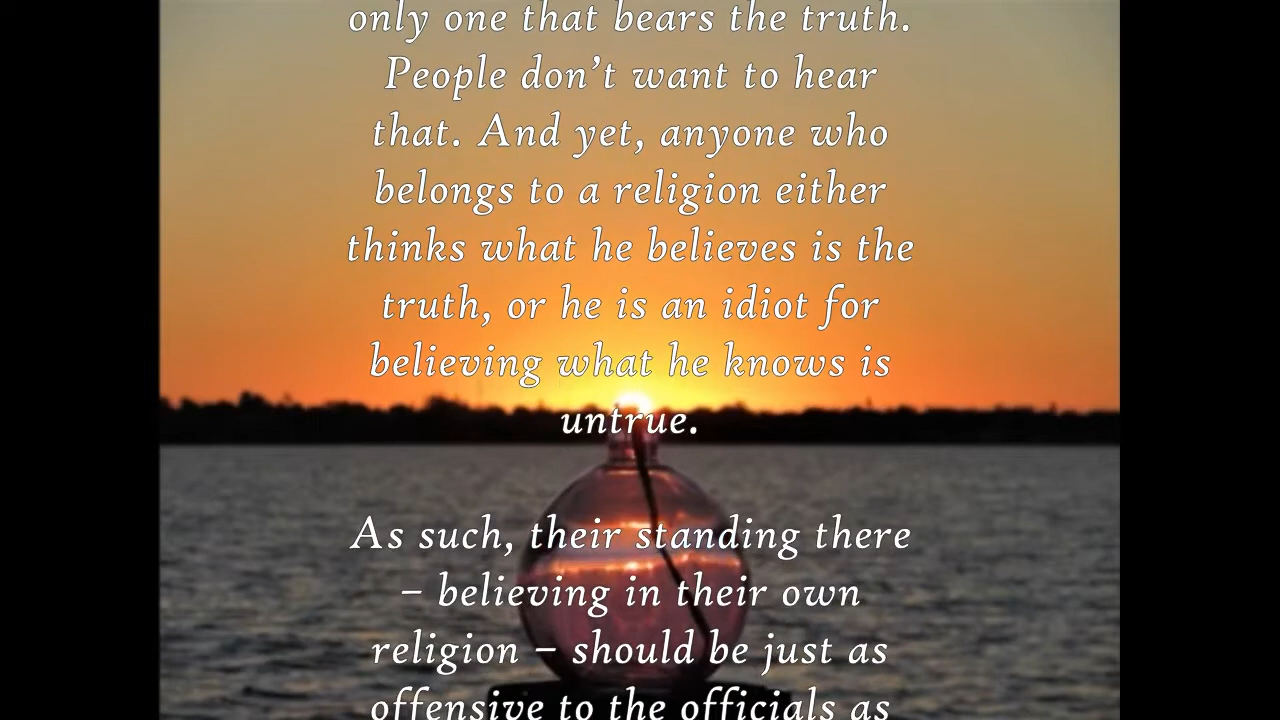 only one that bears the truth.
People don’t want to hear
that. And yet, anyone who
belongs to a religion either
thinks what he believes is the
truth, or he is an idiot for
believing what he knows is
untrue.
As such, their standing there
– believing in their own
religion – should be just as
offensive to the officials as